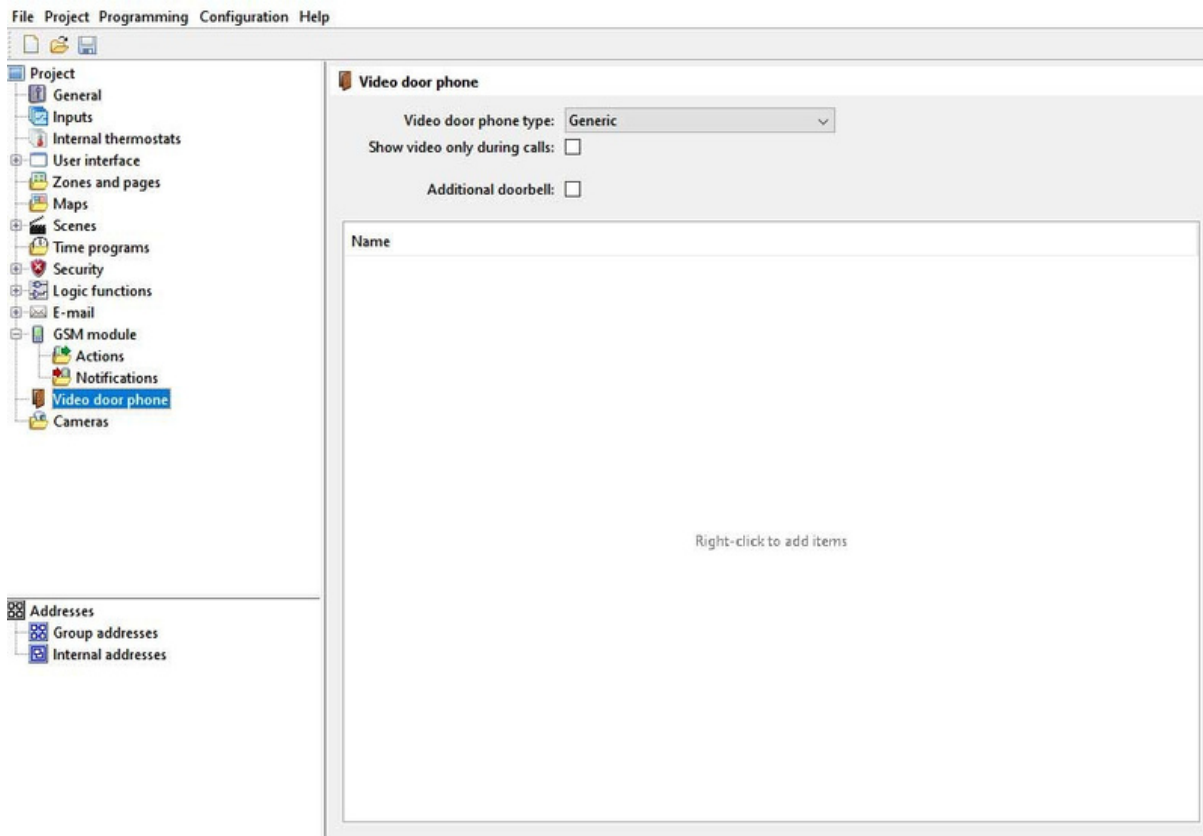 File Project Programming Configuration Help
Project
General
Inputs
Internal thermostats
User interface
Zones and pages
Maps
Scenes
Time programs
Security
Logic functions
E-mail
GSM module
Actions
Notifications
Video door phone
Cameras
Addresses
Group addresses
Internal addresses
Video door phone
Video door phone type: Generic
Show video only during calls:
Additional doorbell:
Name
Right-click to add items